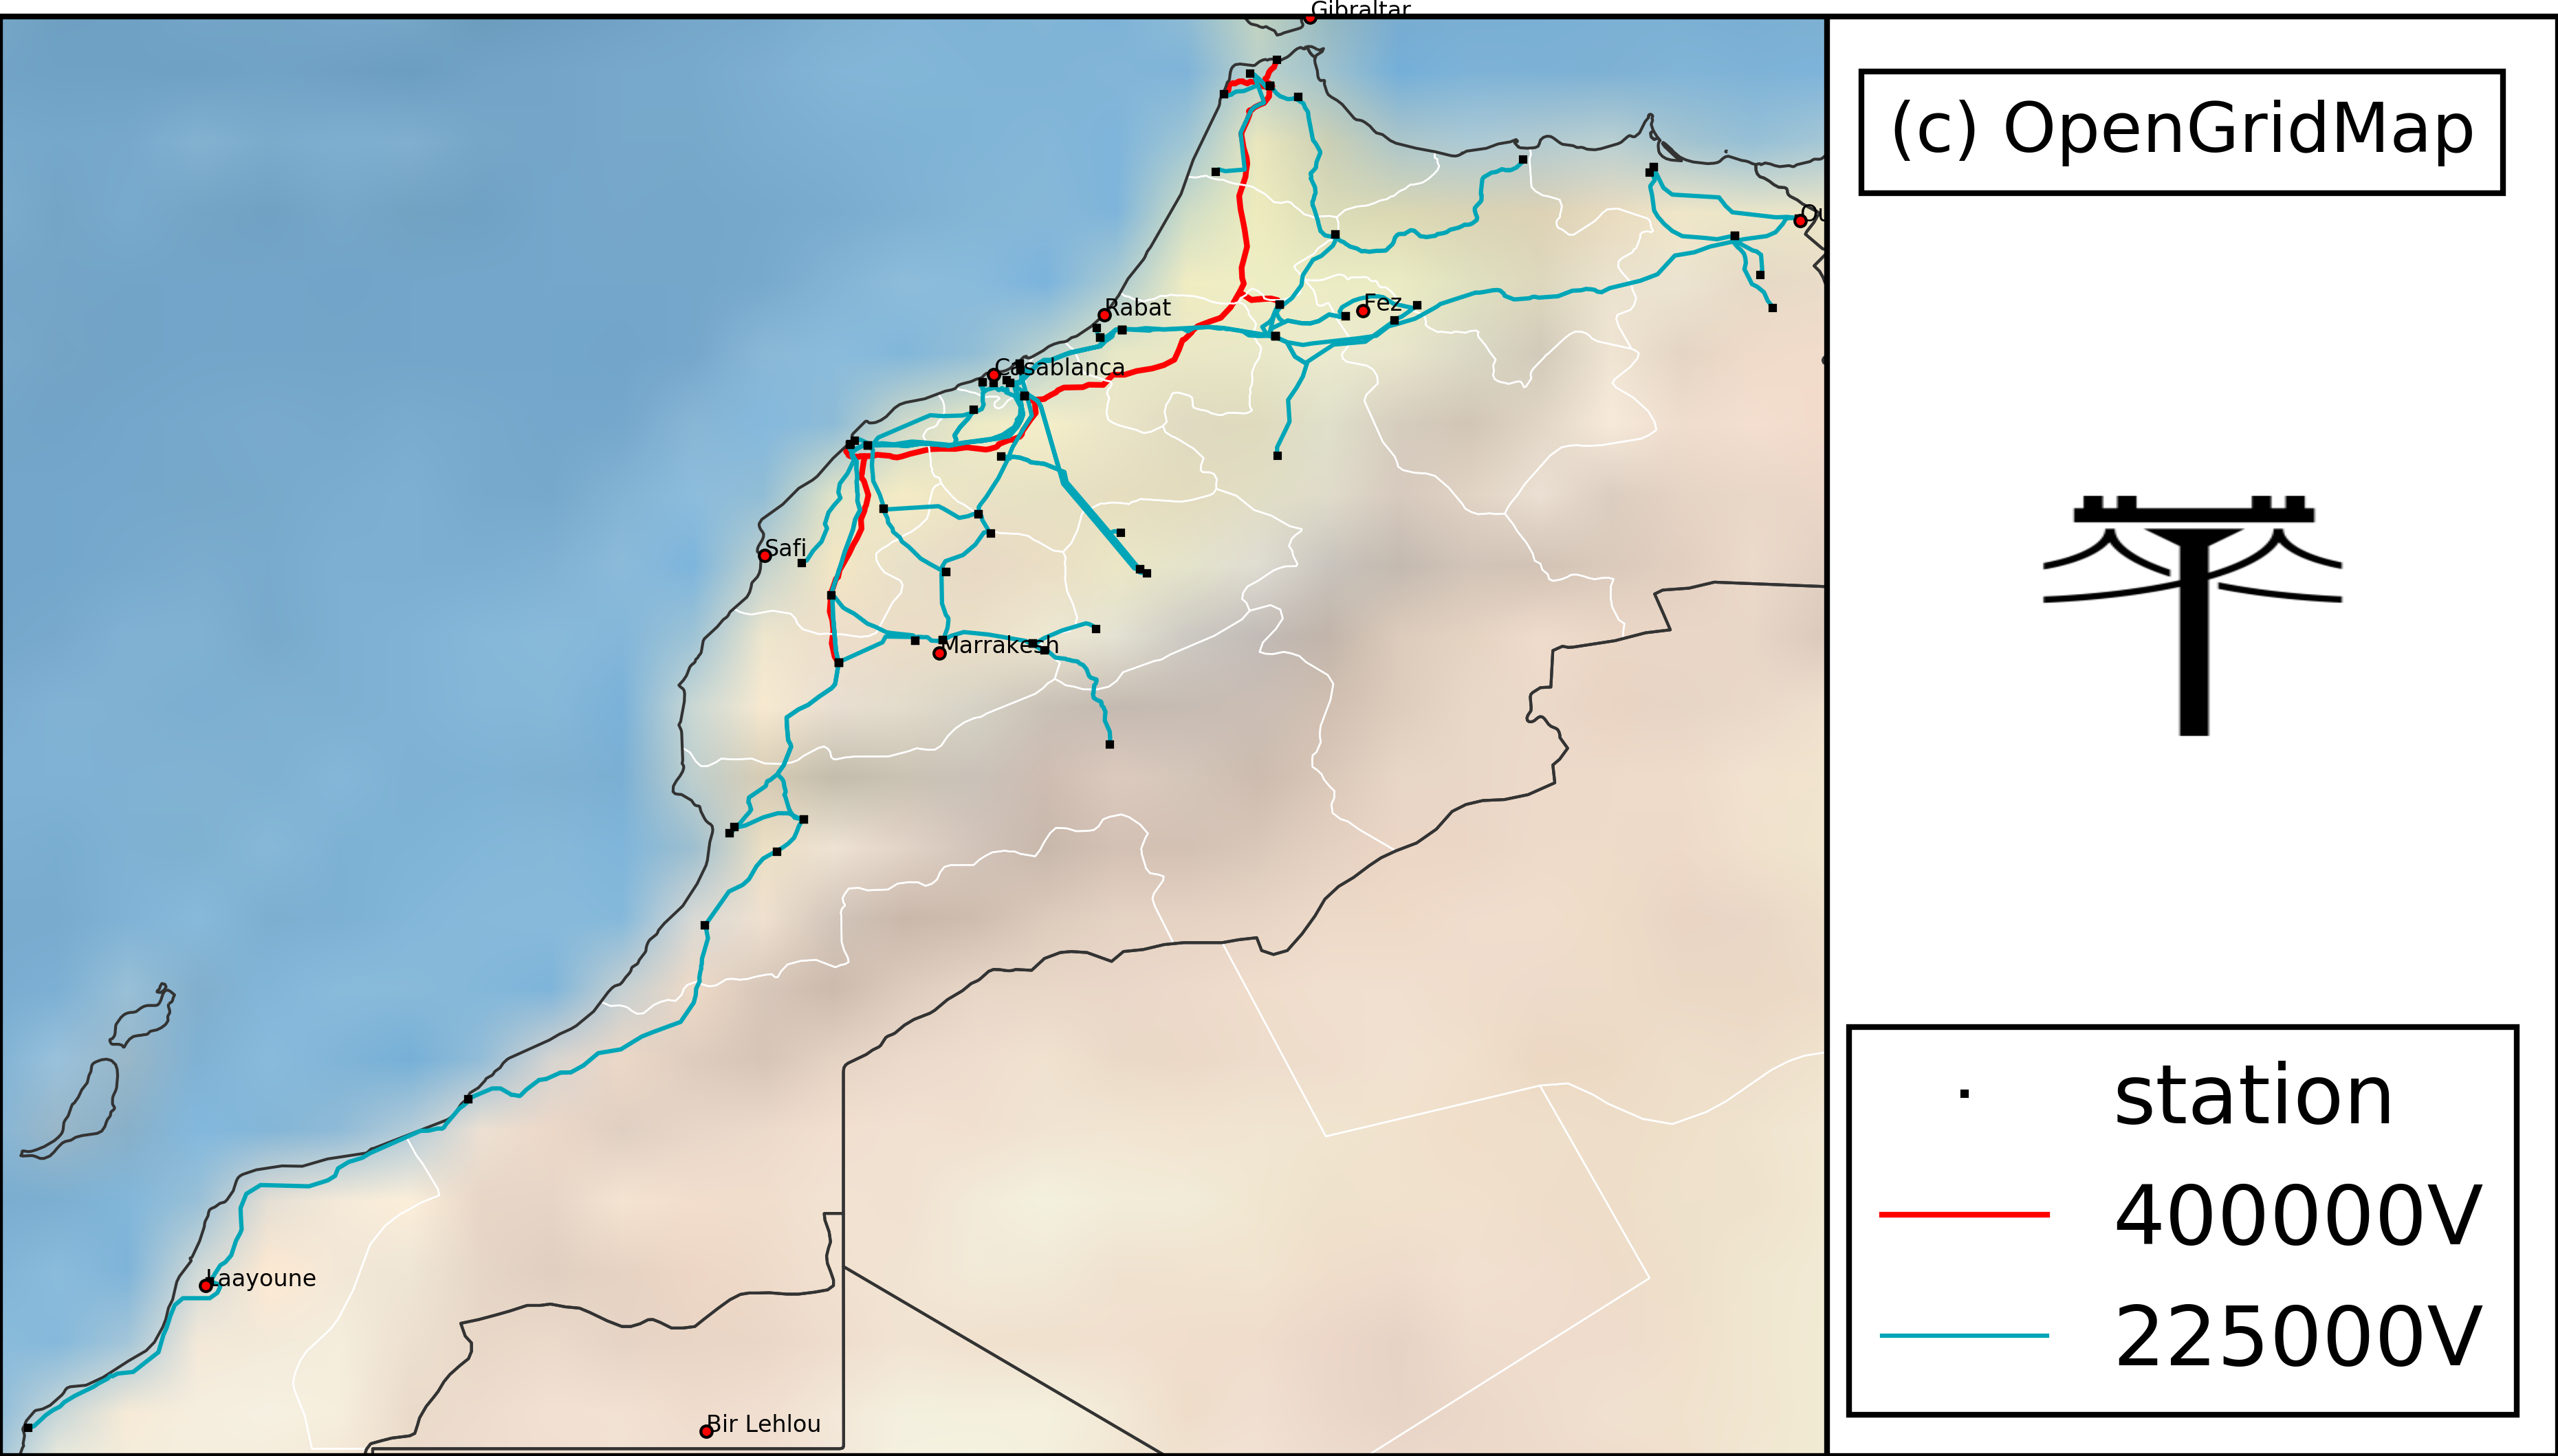 Gibraltar
(c) OpenGridMap
Ou
Rabat
Fez
Casablanca
Safi
Marrakesh
station
400000V
225000V
Laayoune
Bir Lehlou